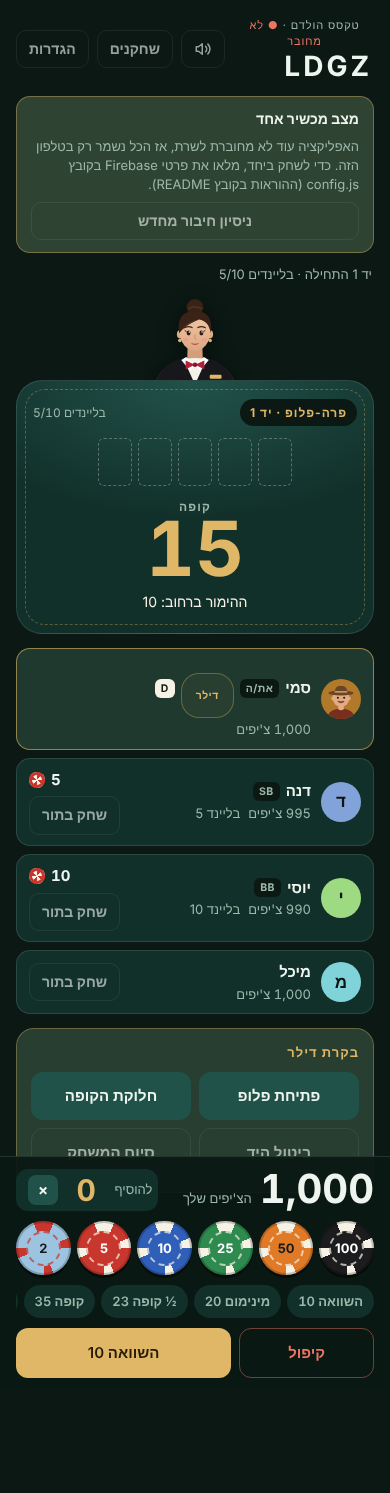 טקסס הולדם · לא
מחובר
LDGZ
שחקנים
הגדרות
מצב מכשיר אחד
האפליקציה עוד לא מחוברת לשרת, אז הכל נשמר רק בטלפון
הזה. כדי לשחק ביחד, מלאו את פרטי Firebase בקובץ
config.js (ההוראות בקובץ README).
ניסיון חיבור מחדש
יד 1 התחילה · בליינדים 5/10
פרה-פלופ · יד 1
בליינדים 5/10
קופה
15
ההימור ברחוב: 10
סמי את/ה דילר D
1,000 צ'יפים
ד
דנה SB
5
995 צ'יפים בליינד 5
שחק בתור
י
יוסי BB
10
990 צ'יפים בליינד 10
שחק בתור
מ
מיכל
1,000 צ'יפים
שחק בתור
בקרת דילר
פתיחת פלופ
חלוקת הקופה
ביטול היד
סיום המשחק
1,000 הצ'יפים שלך
להוסיף 0 ×
100 50 25 10 5 2
השוואה 10
מינימום 20
½ קופה 23
קופה 35
קיפול
השוואה 10